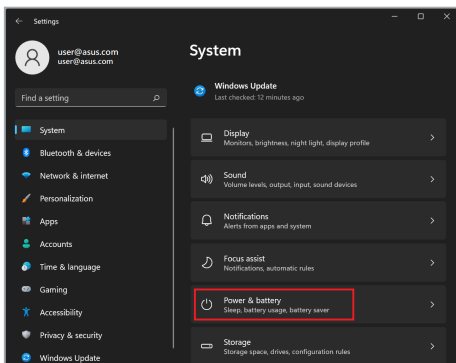 Settings
user@asus.com
user@asus.com
Find a setting
System
Bluetooth & devices
Network & internet
Personalization
Apps
Accounts
Time & language
Gaming
Accessibility
Privacy & security
Windows Update
System
Windows Update
Last checked: 12 minutes ago
Display
Monitors, brightness, night light, display profile
Sound
Volume levels, output, input, sound devices
Notifications
Alerts from apps and system
Focus assist
Notifications, automatic rules
Power & battery
Sleep, battery usage, battery saver
Storage
Storage space, drives, configuration rules